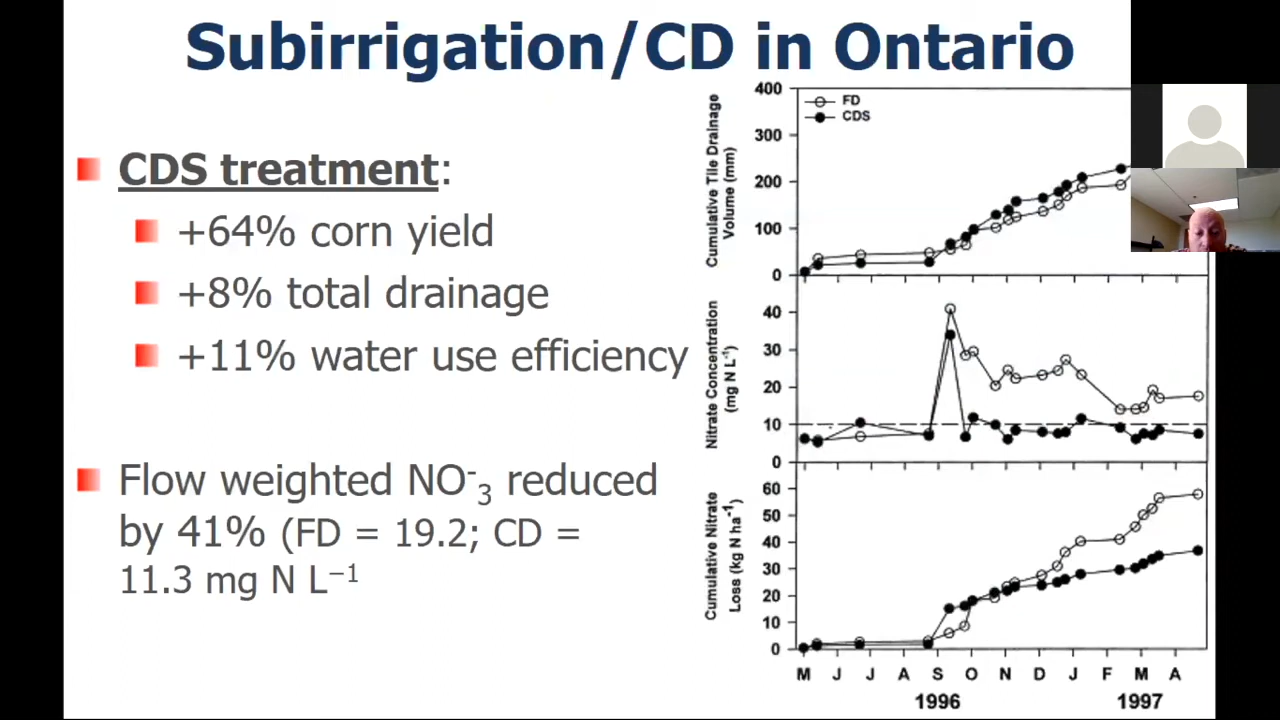 Subirrigation/CD in Ontario
CDS treatment:
+64% corn yield
+8% total drainage
+11% water use efficiency
Flow weighted NO⁻₃ reduced
by 41% (FD = 19.2; CD =
11.3 mg N L⁻¹
Cumulative Tile Drainage
Volume (mm)
400
300
200
100
0
FD
CDS
Nitrate Concentration
(mg N L⁻¹)
40
30
20
10
0
Cumulative Nitrate
Loss (kg N ha⁻¹)
60
50
40
30
20
10
0
M J J A S O N D J F M A
1996 1997